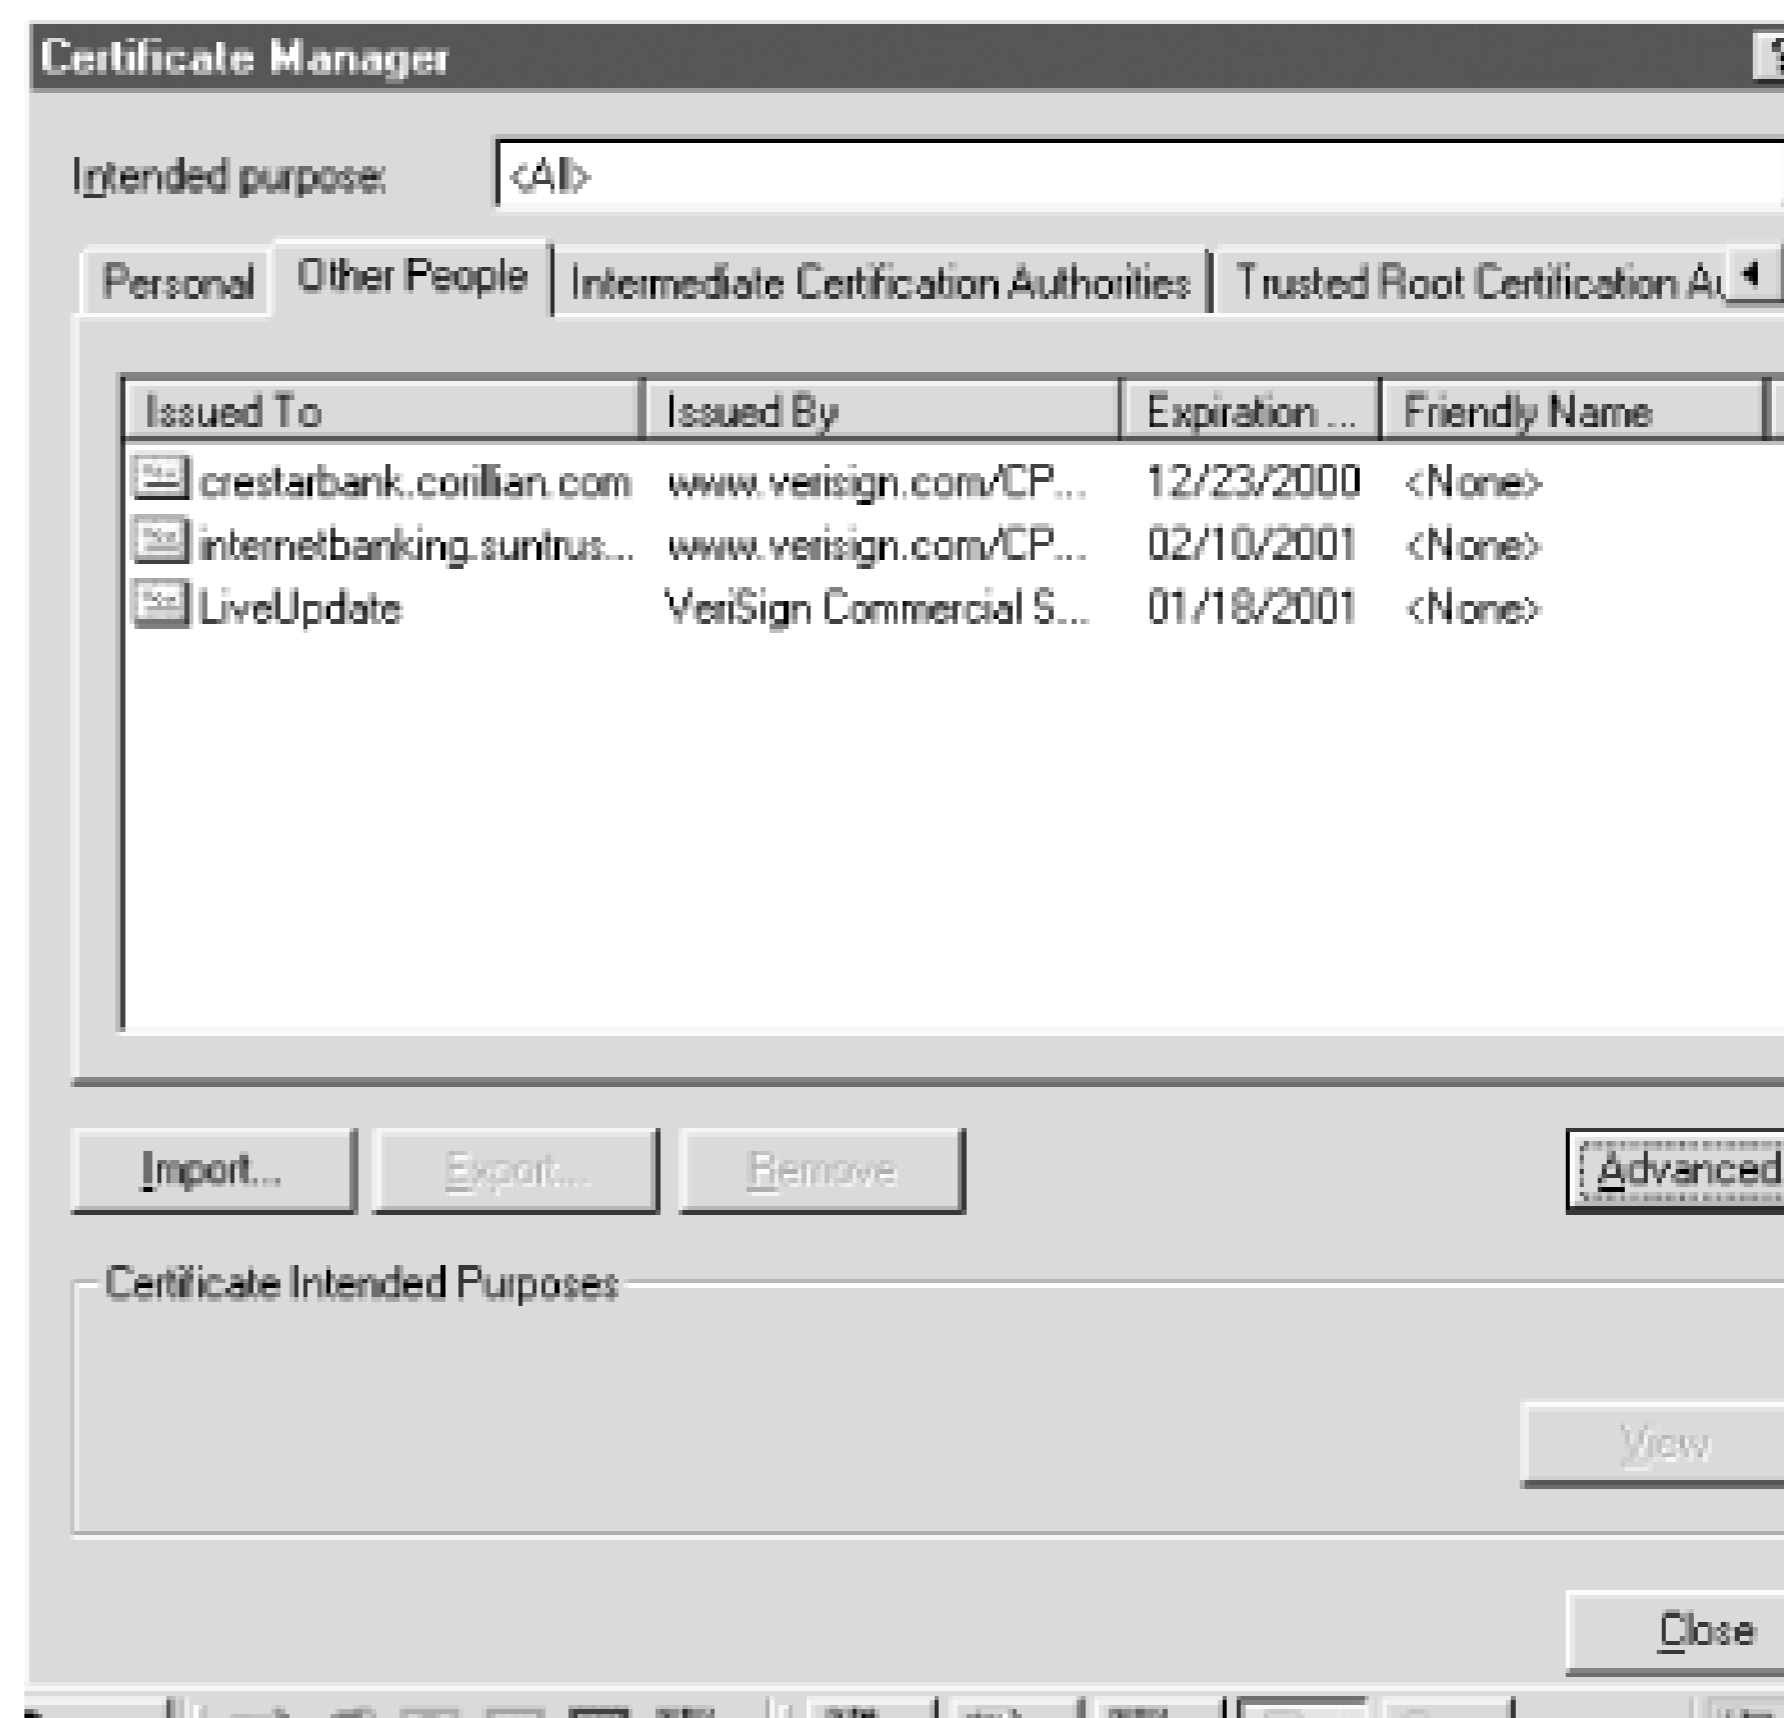 Certificate Manager ?
Intended purpose: <All>
Personal Other People Intermediate Certification Authorities Trusted Root Certification Au
Issued To Issued By Expiration ... Friendly Name
crestarbank.corillian.com www.verisign.com/CP... 12/23/2000 <None>
internetbanking.suntrus... www.verisign.com/CP... 02/10/2001 <None>
LiveUpdate VeriSign Commercial S... 01/18/2001 <None>
Import... Export... Remove Advanced
Certificate Intended Purposes
View
Close